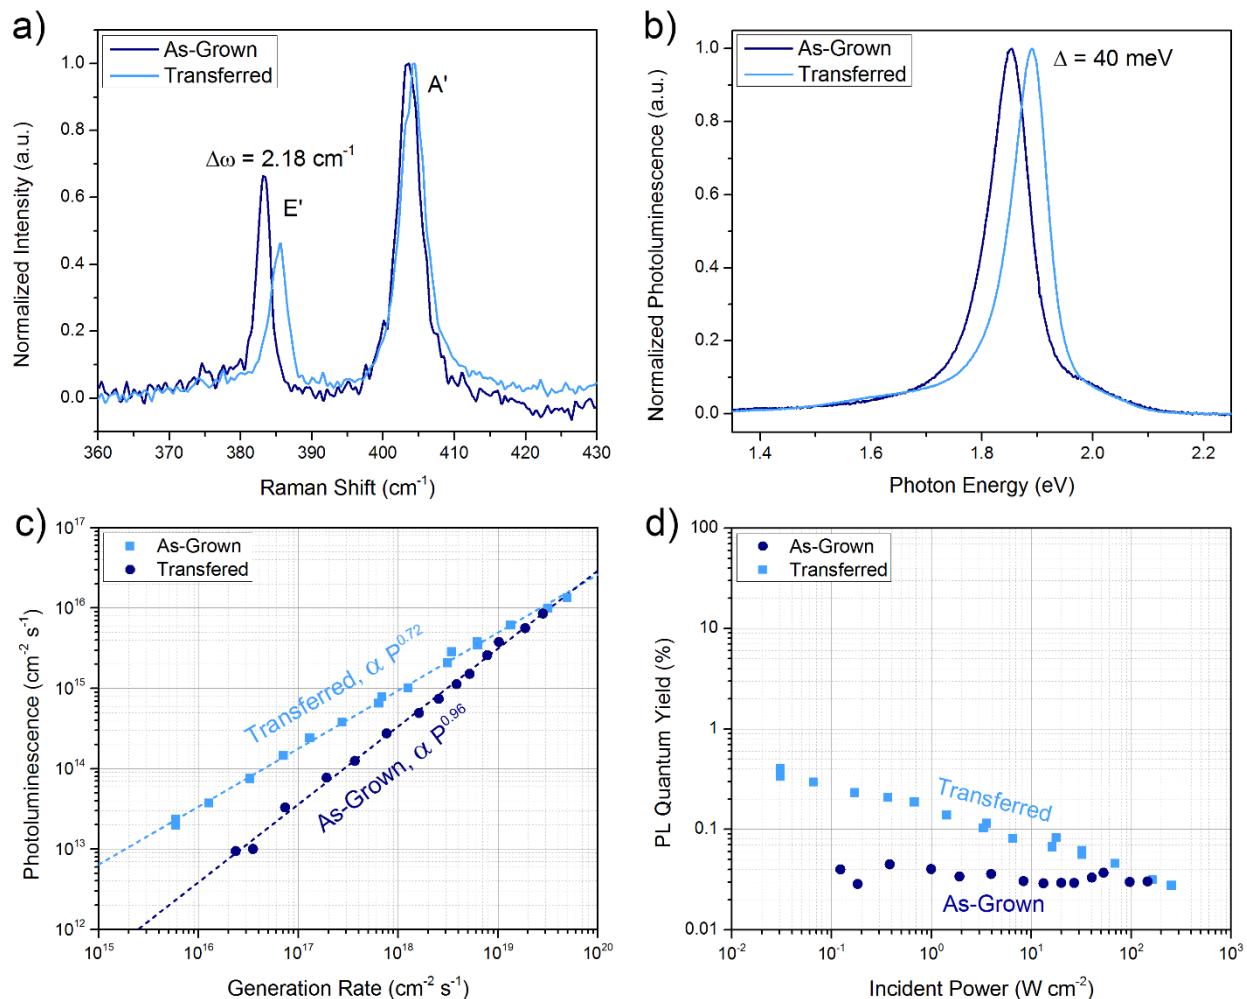 a)
As-Grown
Transferred
A'
Δω = 2.18 cm⁻¹
E'
1.0
0.8
0.6
0.4
0.2
0.0
Normalized Intensity (a.u.)
360 370 380 390 400 410 420 430
Raman Shift (cm⁻¹)
b)
As-Grown
Transferred
Δ = 40 meV
1.0
0.8
0.6
0.4
0.2
0.0
Normalized Photoluminescence (a.u.)
1.4 1.6 1.8 2.0 2.2
Photon Energy (eV)
c)
As-Grown
Transfered
Transferred, α P^0.72
As-Grown, α P^0.96
10¹⁷
10¹⁶
10¹⁵
10¹⁴
10¹³
10¹²
Photoluminescence (cm⁻² s⁻¹)
10¹⁵ 10¹⁶ 10¹⁷ 10¹⁸ 10¹⁹ 10²⁰
Generation Rate (cm⁻² s⁻¹)
d)
As-Grown
Transferred
Transferred
As-Grown
100
10
1
0.1
0.01
PL Quantum Yield (%)
10⁻² 10⁻¹ 10⁰ 10¹ 10² 10³
Incident Power (W cm⁻²)